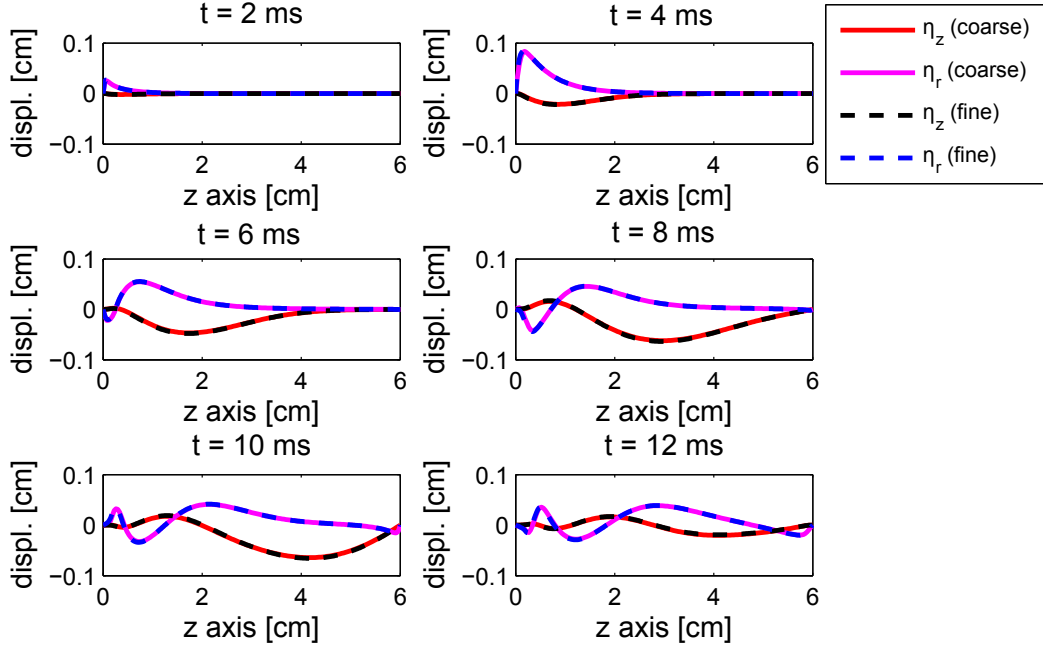 t = 2 ms
0.1
0
−0.1
displ. [cm]
0 2 4 6
z axis [cm]
t = 4 ms
0.1
0
−0.1
displ. [cm]
0 2 4 6
z axis [cm]
η_z (coarse)
η_r (coarse)
η_z (fine)
η_r (fine)
t = 6 ms
0.1
0
−0.1
displ. [cm]
0 2 4 6
z axis [cm]
t = 8 ms
0.1
0
−0.1
displ. [cm]
0 2 4 6
z axis [cm]
t = 10 ms
0.1
0
−0.1
displ. [cm]
0 2 4 6
z axis [cm]
t = 12 ms
0.1
0
−0.1
displ. [cm]
0 2 4 6
z axis [cm]